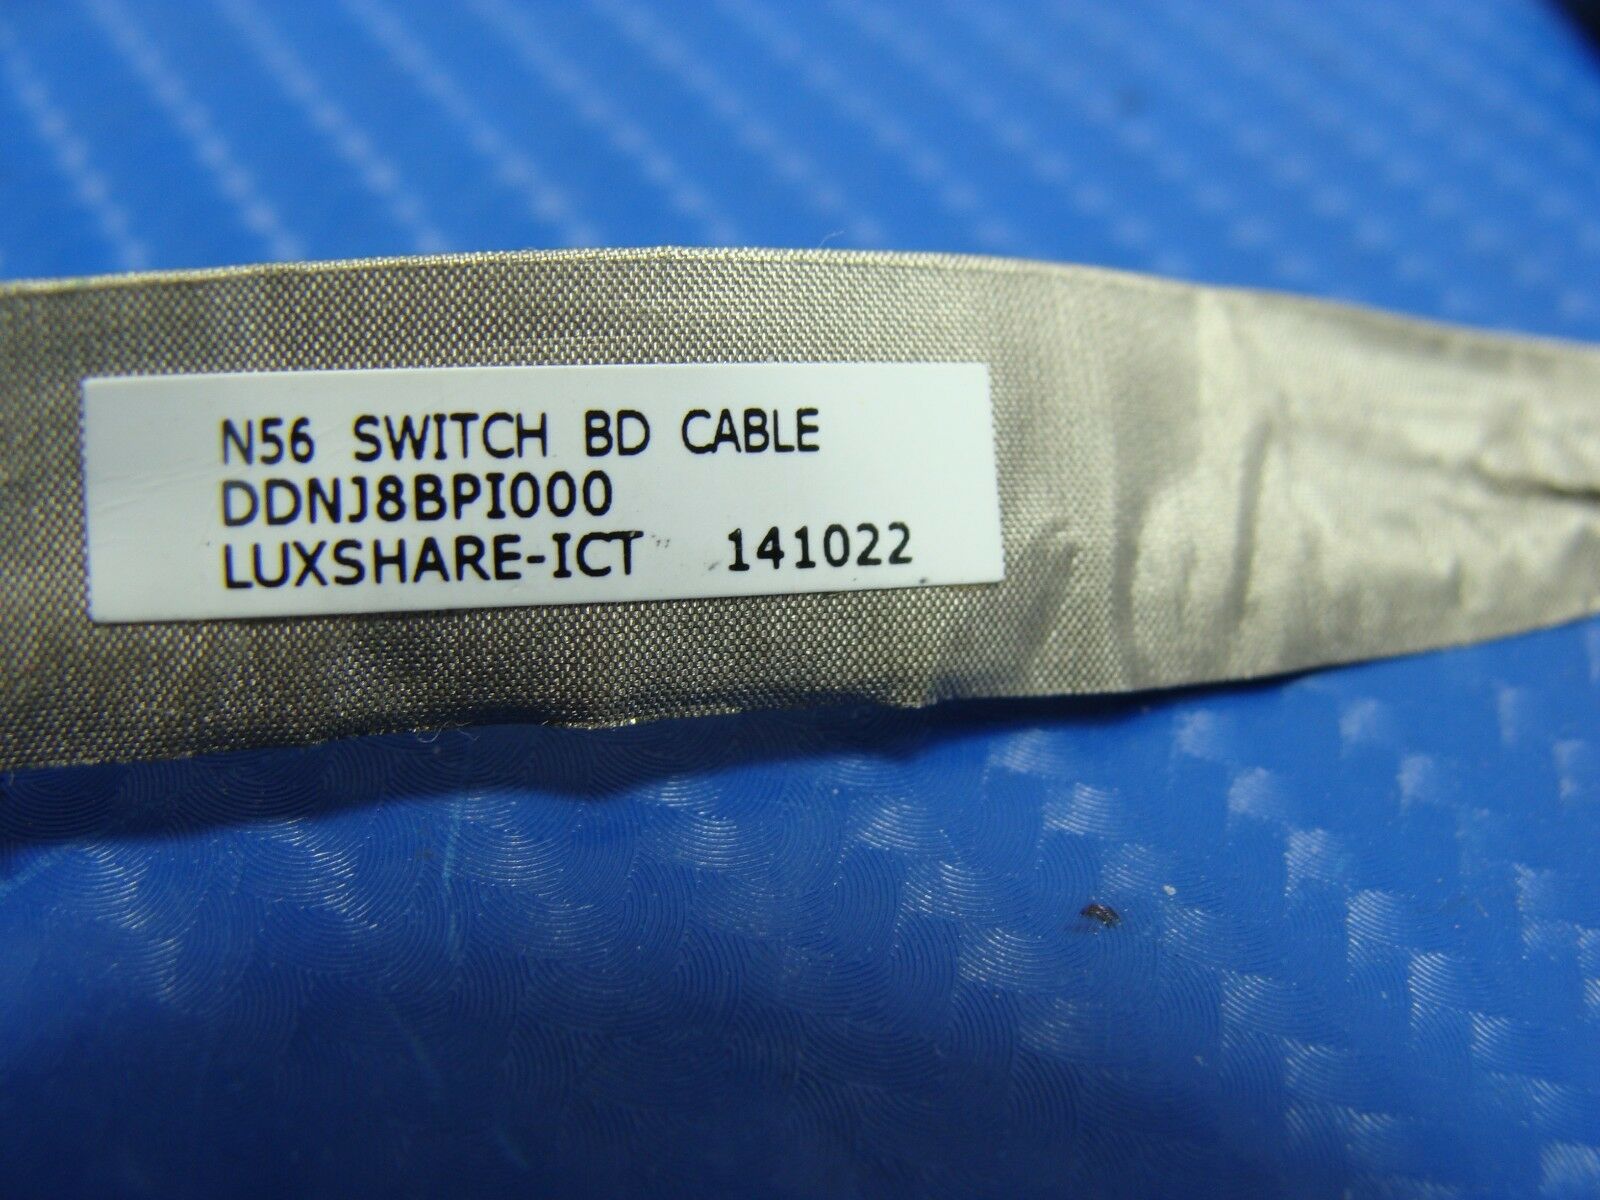 N56 SWITCH BD CABLE
DDNJ8BPI000
LUXSHARE-ICT 141022